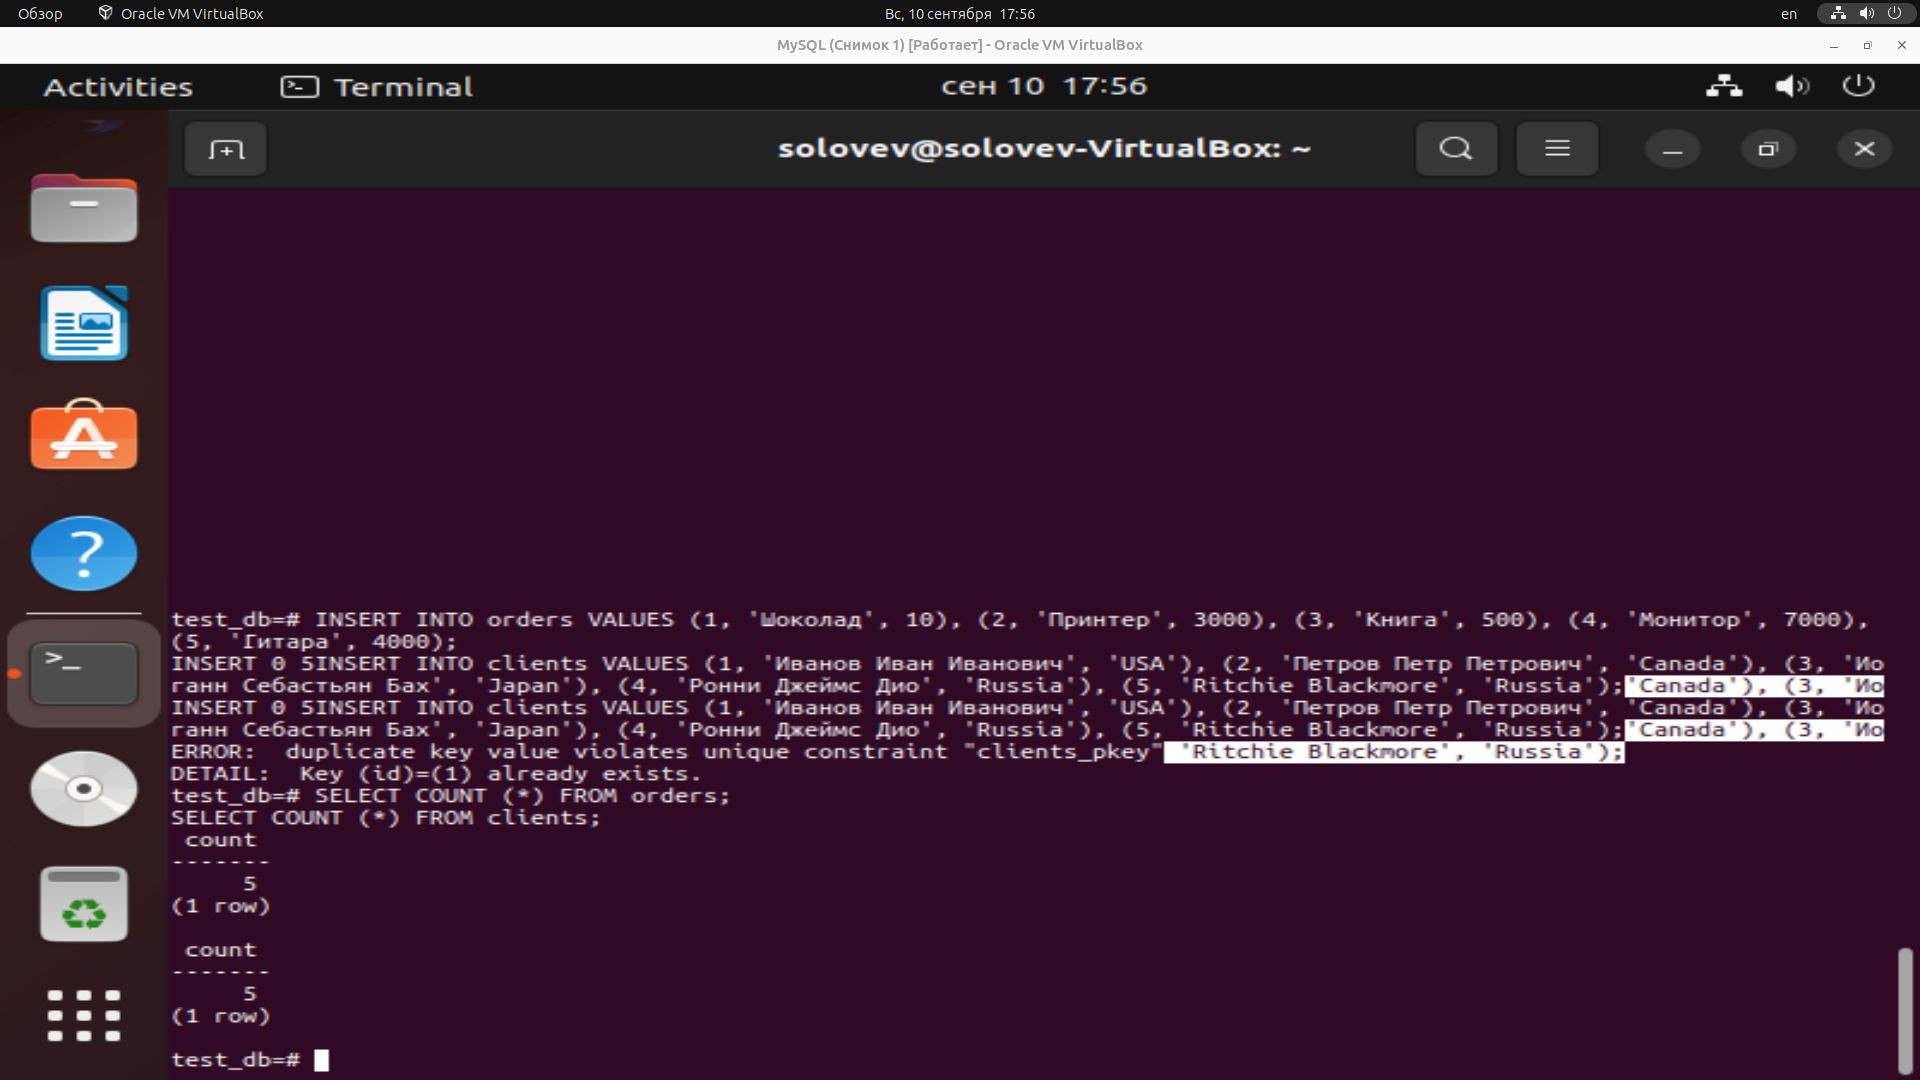 Обзор
Oracle VM VirtualBox
Вс, 10 сентября 17:56
en
MySQL (Снимок 1) [Работает] - Oracle VM VirtualBox
Activities
Terminal
сен 10 17:56
solovev@solovev-VirtualBox: ~
test_db=# INSERT INTO orders VALUES (1, 'Шоколад', 10), (2, 'Принтер', 3000), (3, 'Книга', 500), (4, 'Монитор', 7000),
(5, 'Гитара', 4000);
INSERT 0 5INSERT INTO clients VALUES (1, 'Иванов Иван Иванович', 'USA'), (2, 'Петров Петр Петрович', 'Canada'), (3, 'Ио
ганн Себастьян Бах', 'Japan'), (4, 'Ронни Джеймс Дио', 'Russia'), (5, 'Ritchie Blackmore', 'Russia');'Canada'), (3, 'Ио
INSERT 0 5INSERT INTO clients VALUES (1, 'Иванов Иван Иванович', 'USA'), (2, 'Петров Петр Петрович', 'Canada'), (3, 'Ио
ганн Себастьян Бах', 'Japan'), (4, 'Ронни Джеймс Дио', 'Russia'), (5, 'Ritchie Blackmore', 'Russia');'Canada'), (3, 'Ио
ERROR:  duplicate key value violates unique constraint "clients_pkey" 'Ritchie Blackmore', 'Russia');
DETAIL:  Key (id)=(1) already exists.
test_db=# SELECT COUNT (*) FROM orders;
SELECT COUNT (*) FROM clients;
count
-------
5
(1 row)
count
-------
5
(1 row)
test_db=#